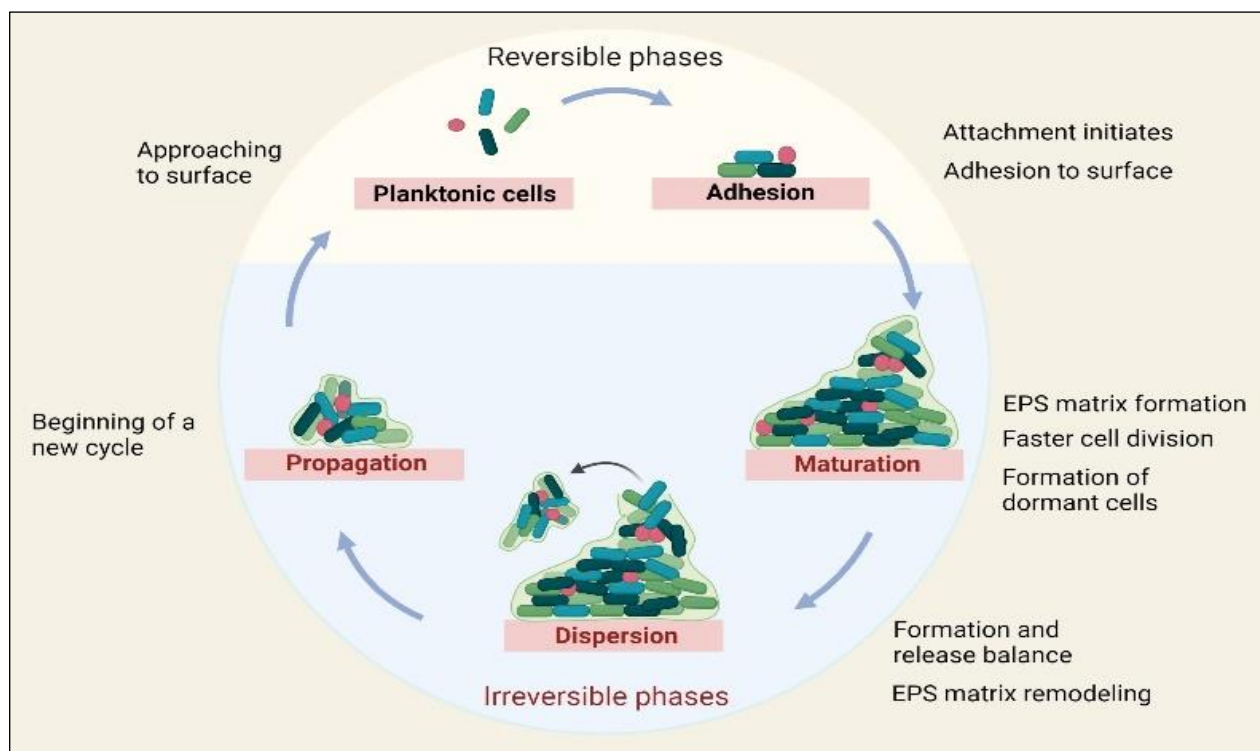 Reversible phases
Approaching
to surface
Planktonic cells
Adhesion
Attachment initiates
Adhesion to surface
Beginning of a
new cycle
Propagation
Maturation
EPS matrix formation
Faster cell division
Formation of
dormant cells
Dispersion
Formation and
release balance
EPS matrix remodeling
Irreversible phases